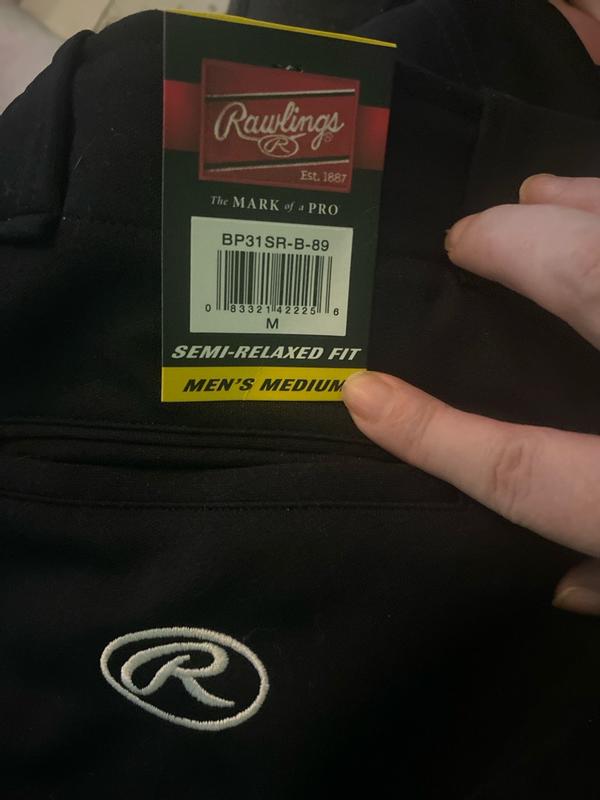 Rawlings
R
Est. 1887
The MARK of a PRO
BP31SR-B-89
0 83321 42225 6
M
SEMI-RELAXED FIT
MEN'S MEDIUM
R